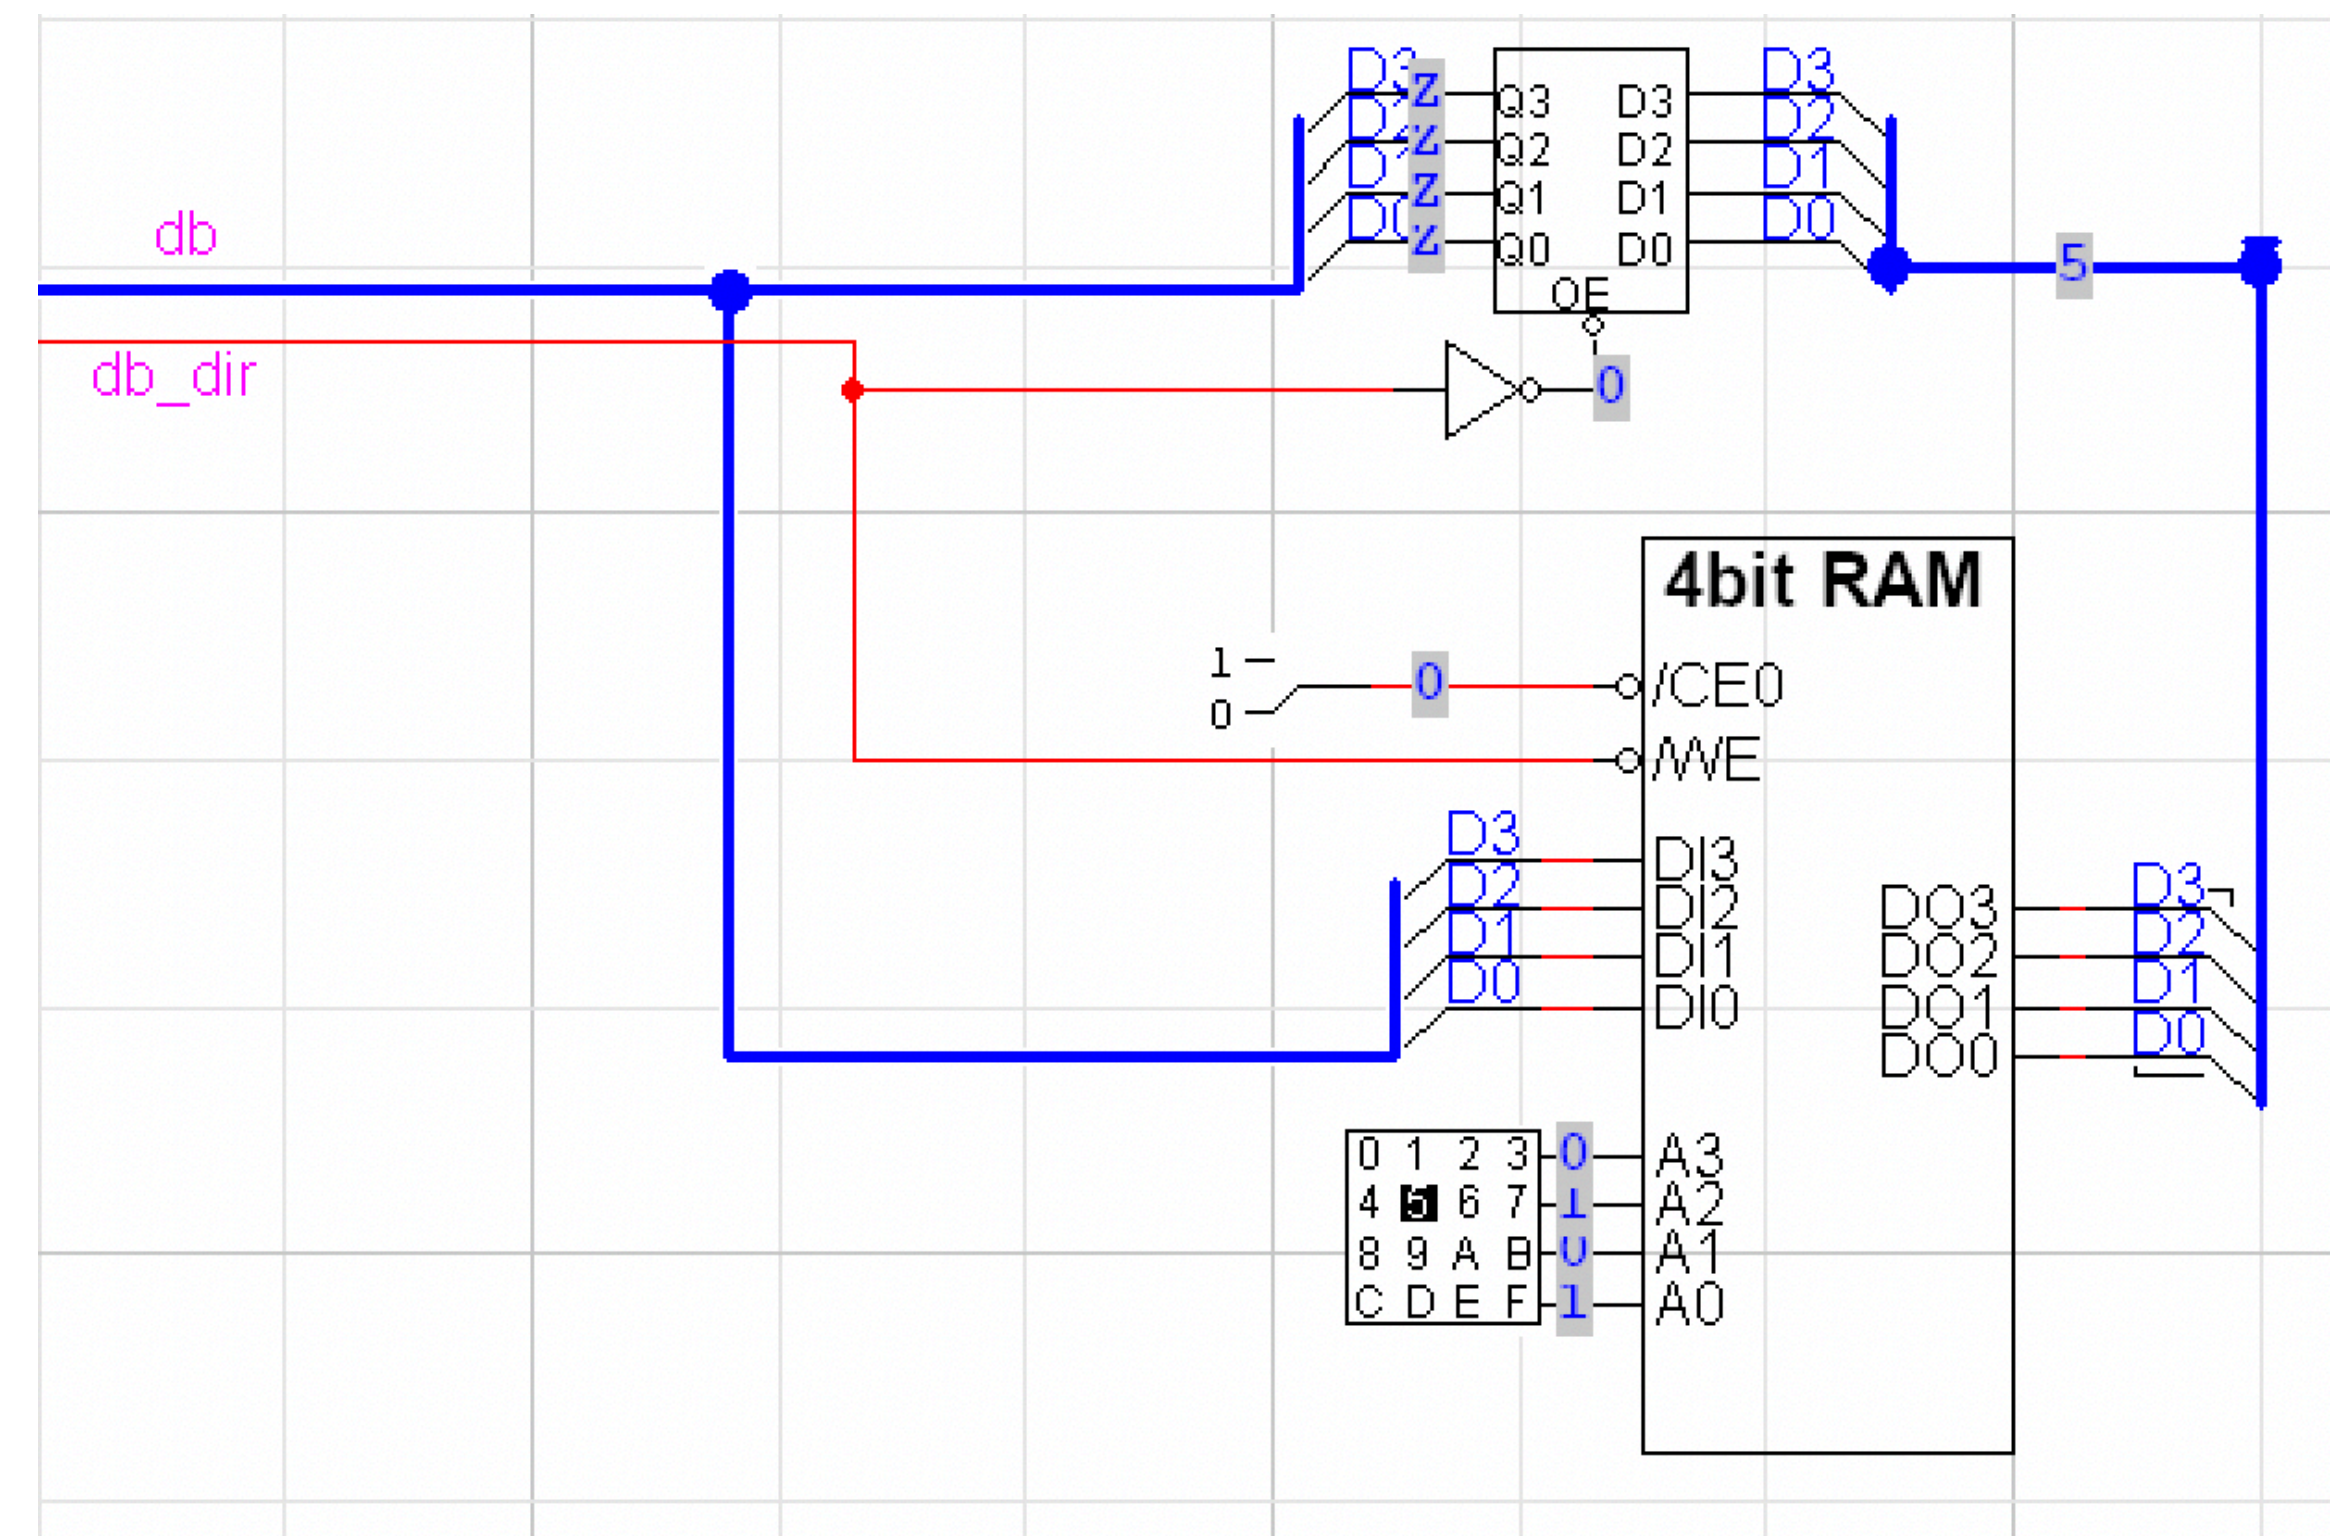 D3 Z Q3 D3 D3
Z Q2 D2 D2
Z Q1 D1 D1
Z Q0 D0 D0
db
OE
5
db_dir
0
4bit RAM
1
0 /CE0
0
/WE
D3
DI3
D2
DI2
D1
DI1
D0
DI0
D3
DO3
D2
DO2
D1
DO1
D0
DO0
0 1 2 3 0 A3
4 5 6 7 1 A2
8 9 A B 0 A1
C D E F 1 A0